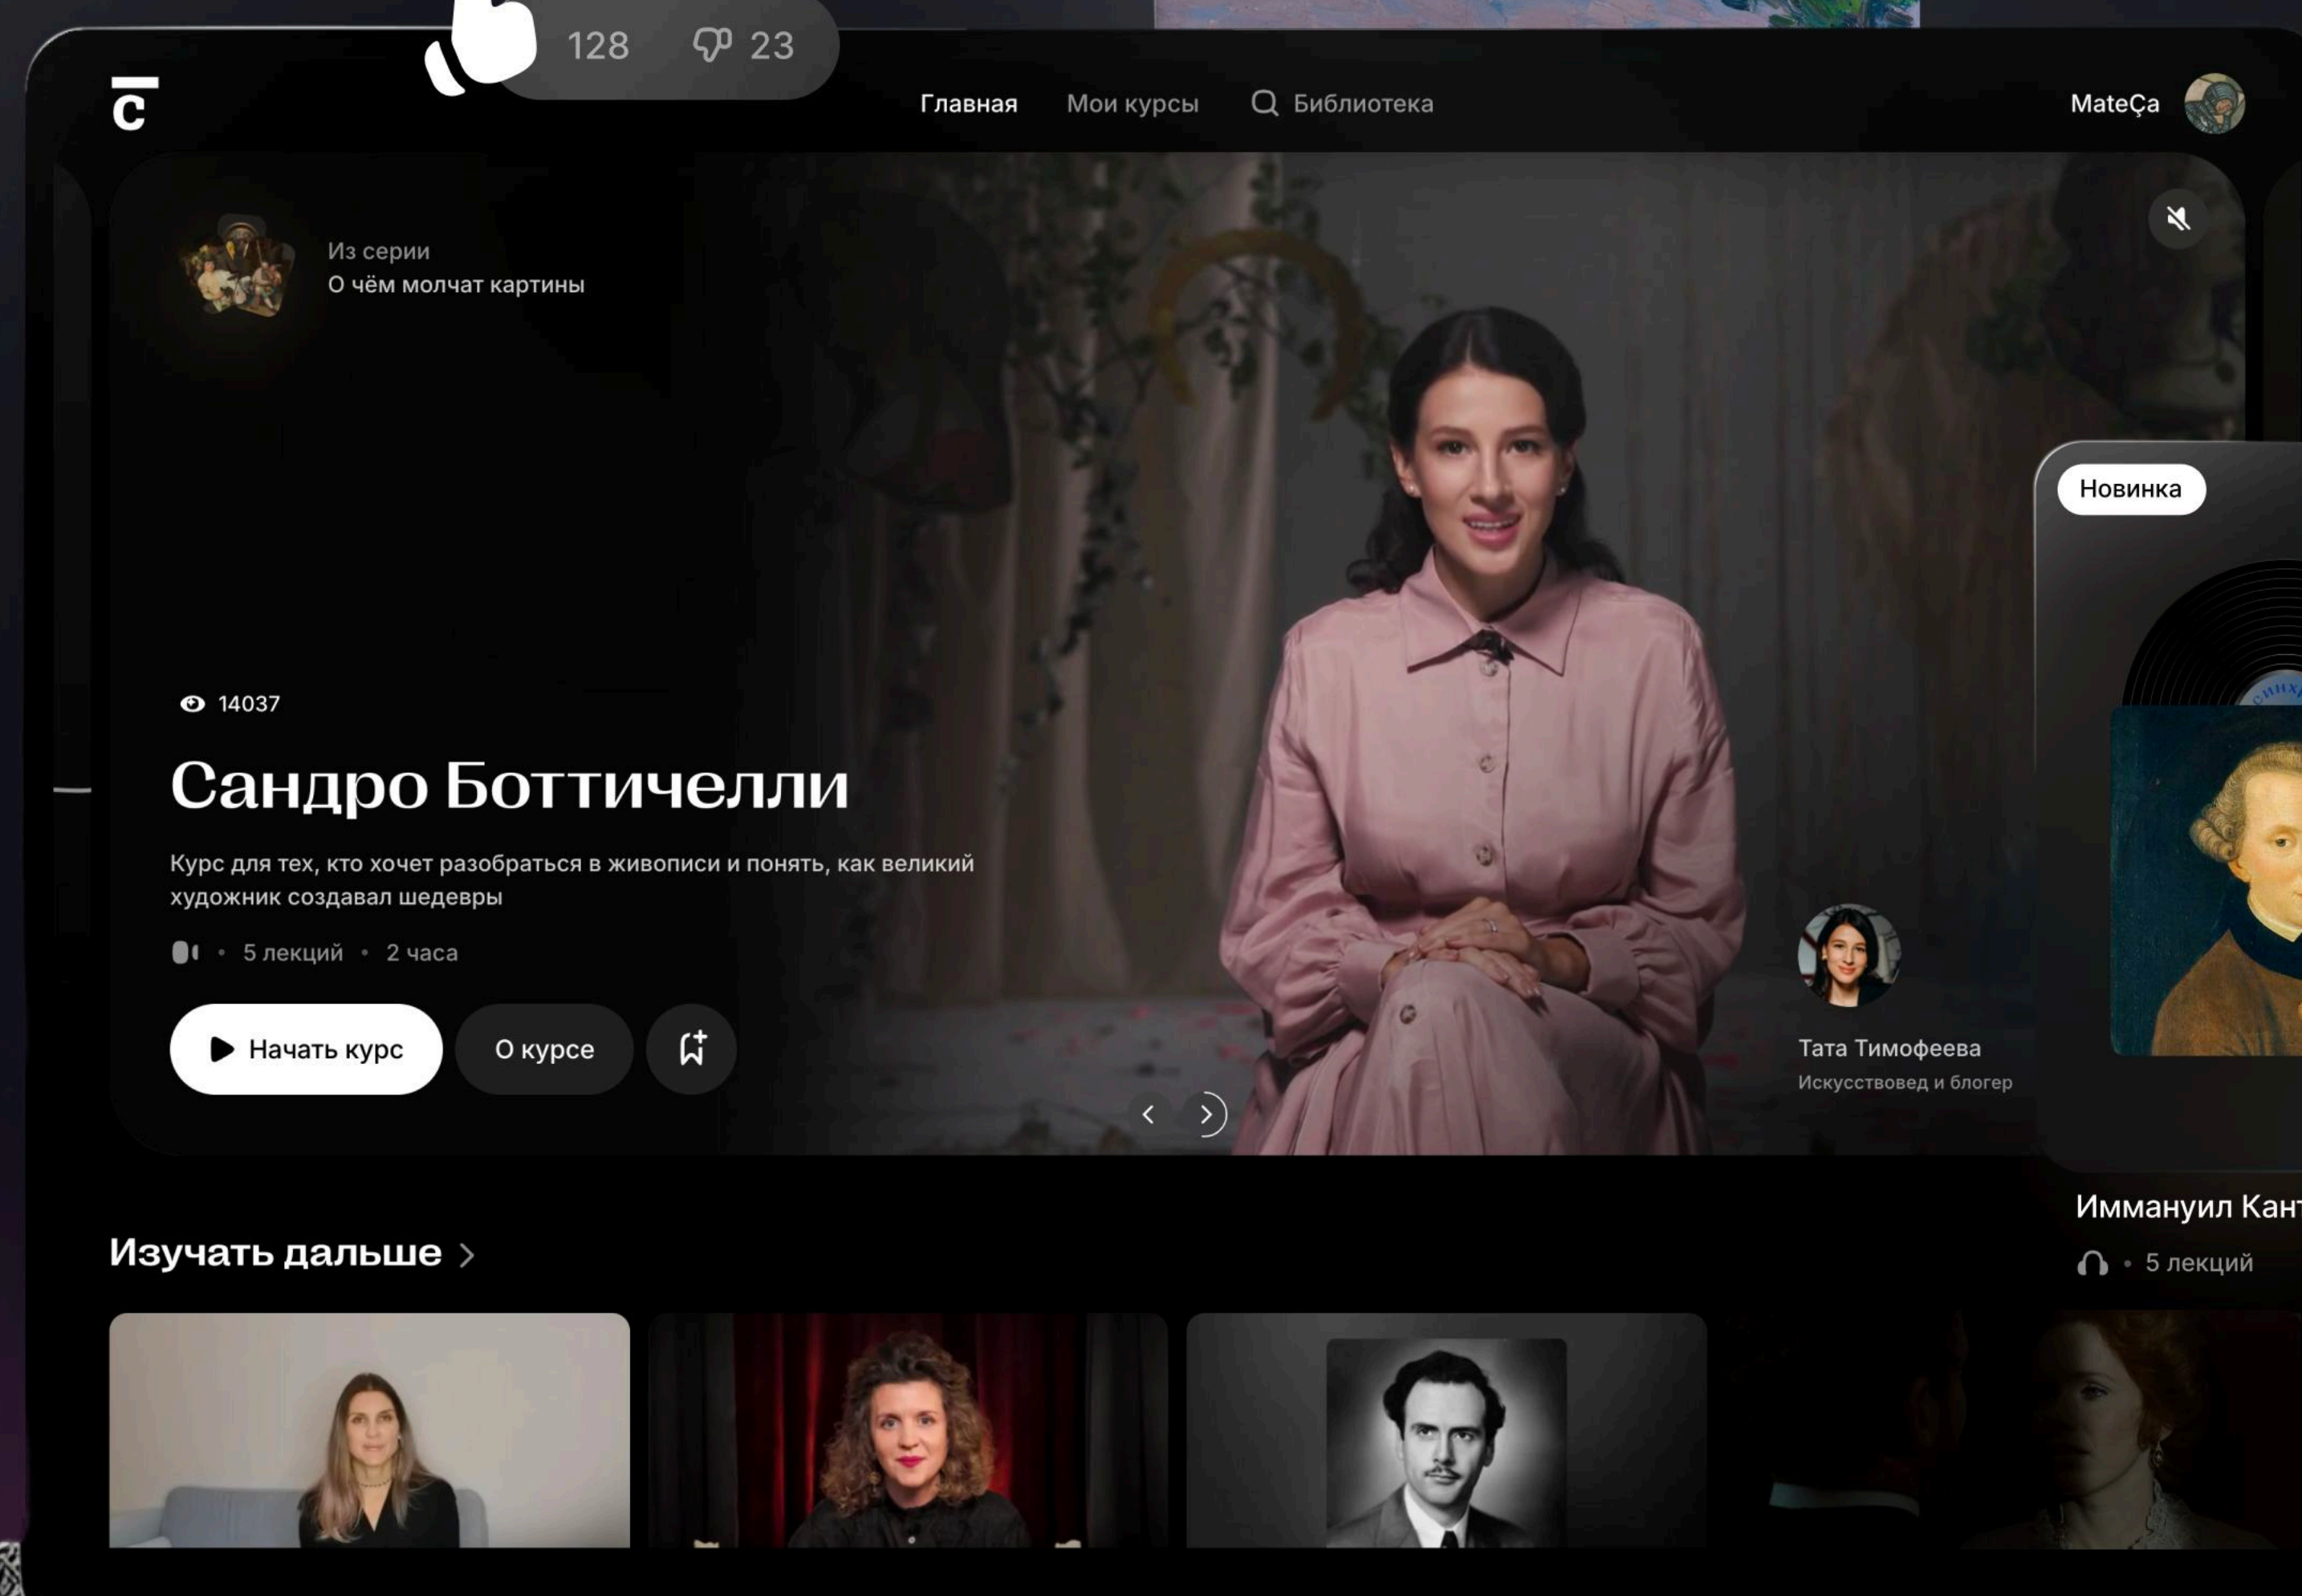 128
23
c
Главная
Мои курсы
Библиотека
MateÇa
Из серии
О чём молчат картины
Новинка
14037
Сандро Боттичелли
Курс для тех, кто хочет разобраться в живописи и понять, как великий
художник создавал шедевры
• 5 лекций • 2 часа
Начать курс
О курсе
Тата Тимофеева
Искусствовед и блогер
Иммануил Кант
• 5 лекций
Изучать дальше